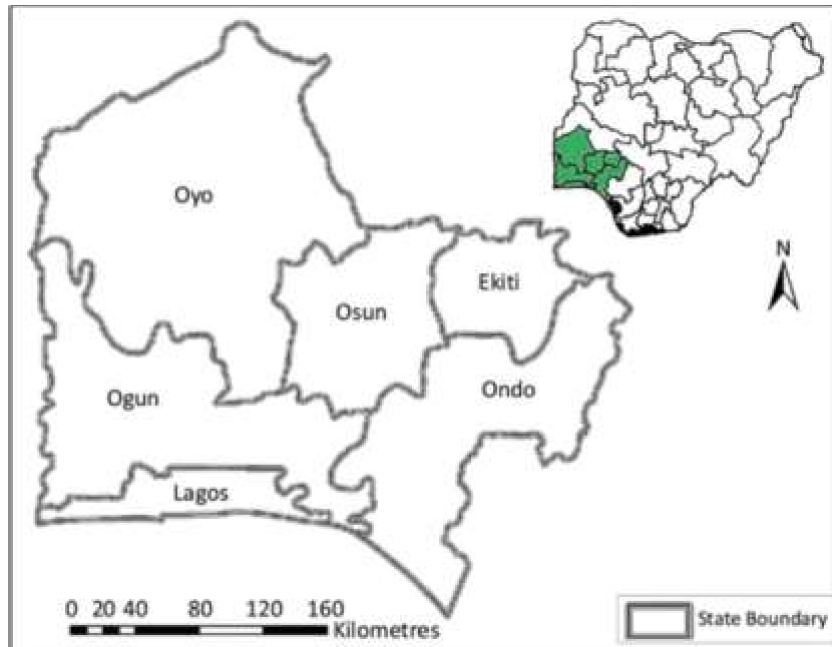 N
Oyo
Ekiti
Osun
Ogun
Ondo
Lagos
0 20 40 80 120 160
Kilometres
State Boundary